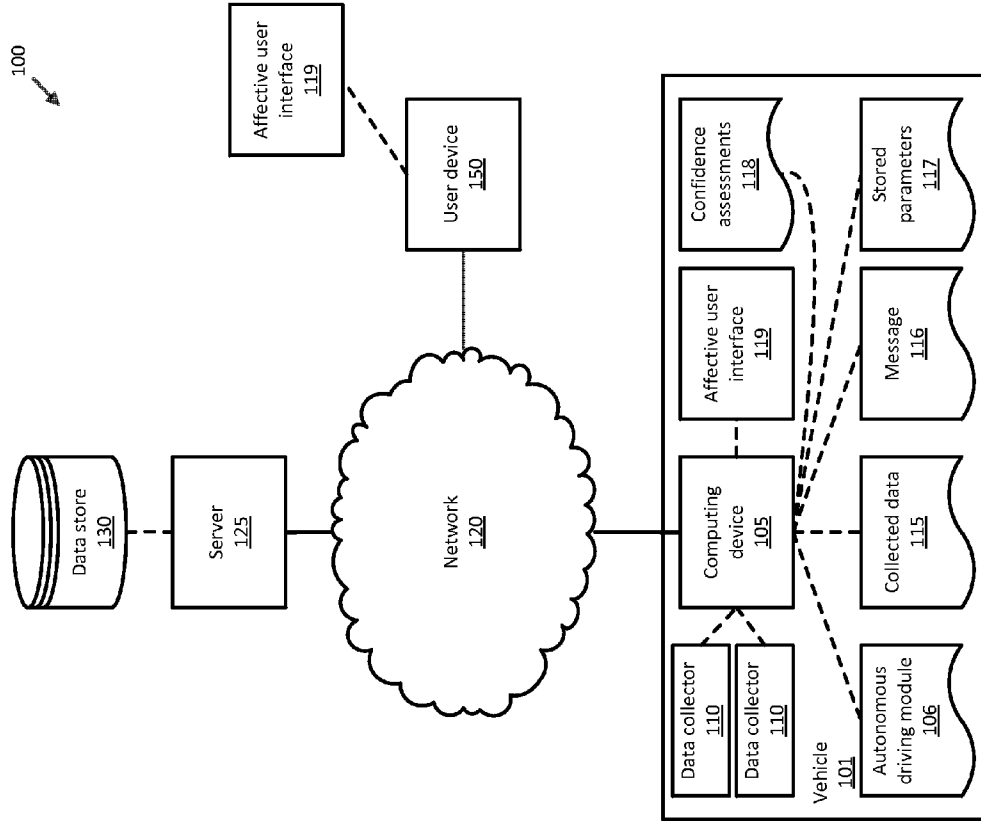 100
Data store
130
Server
125
Network
120
Affective user
interface
119
User device
150
Data collector
110
Data collector
110
Computing
device
105
Affective user
interface
119
Confidence
assessments
118
Vehicle
101
Autonomous
driving module
106
Collected data
115
Message
116
Stored
parameters
117